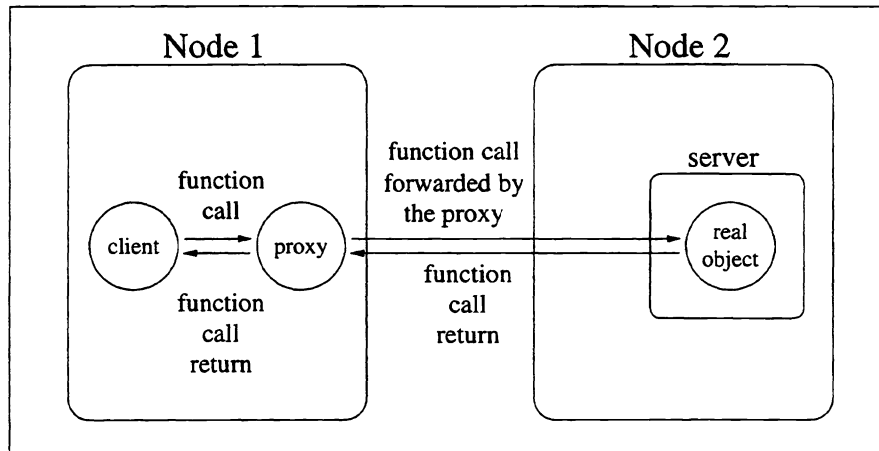 Node 1
Node 2
function
call
client
proxy
function
call
return
function call
forwarded by
the proxy
function
call
return
server
real
object